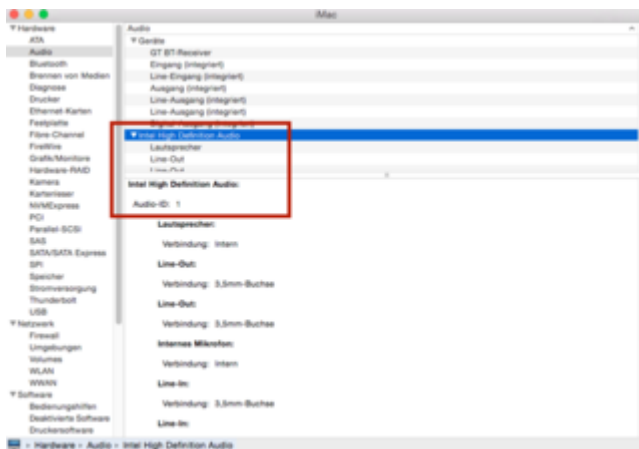 iMac
Hardware
ATA
Audio
Bluetooth
Brennen von Medien
Diagnose
Drucker
Ethernet-Karten
Festplatte
Fibre-Channel
FireWire
Grafik/Monitore
Hardware-RAID
Kamera
Kartenleser
NVMExpress
PCI
Parallel-SCSI
SAS
SATA/SATA Express
SPI
Speicher
Stromversorgung
Thunderbolt
USB
Netzwerk
Firewall
Umgebungen
Volumes
WLAN
WWAN
Software
Bedienungshilfen
Deaktivierte Software
Druckersoftware
Audio
Geräte
GT BT-Receiver
Eingang (integriert)
Line-Eingang (integriert)
Ausgang (integriert)
Line-Ausgang (integriert)
Line-Ausgang (integriert)
Digital-Ausgang (integriert)
Intel High Definition Audio
Lautsprecher
Line-Out
Line-Out
Intel High Definition Audio:
Audio-ID: 1
Lautsprecher:
Verbindung: Intern
Line-Out:
Verbindung: 3,5mm-Buchse
Line-Out:
Verbindung: 3,5mm-Buchse
Internes Mikrofon:
Verbindung: Intern
Line-In:
Verbindung: 3,5mm-Buchse
Line-In:
Hardware › Audio › Intel High Definition Audio